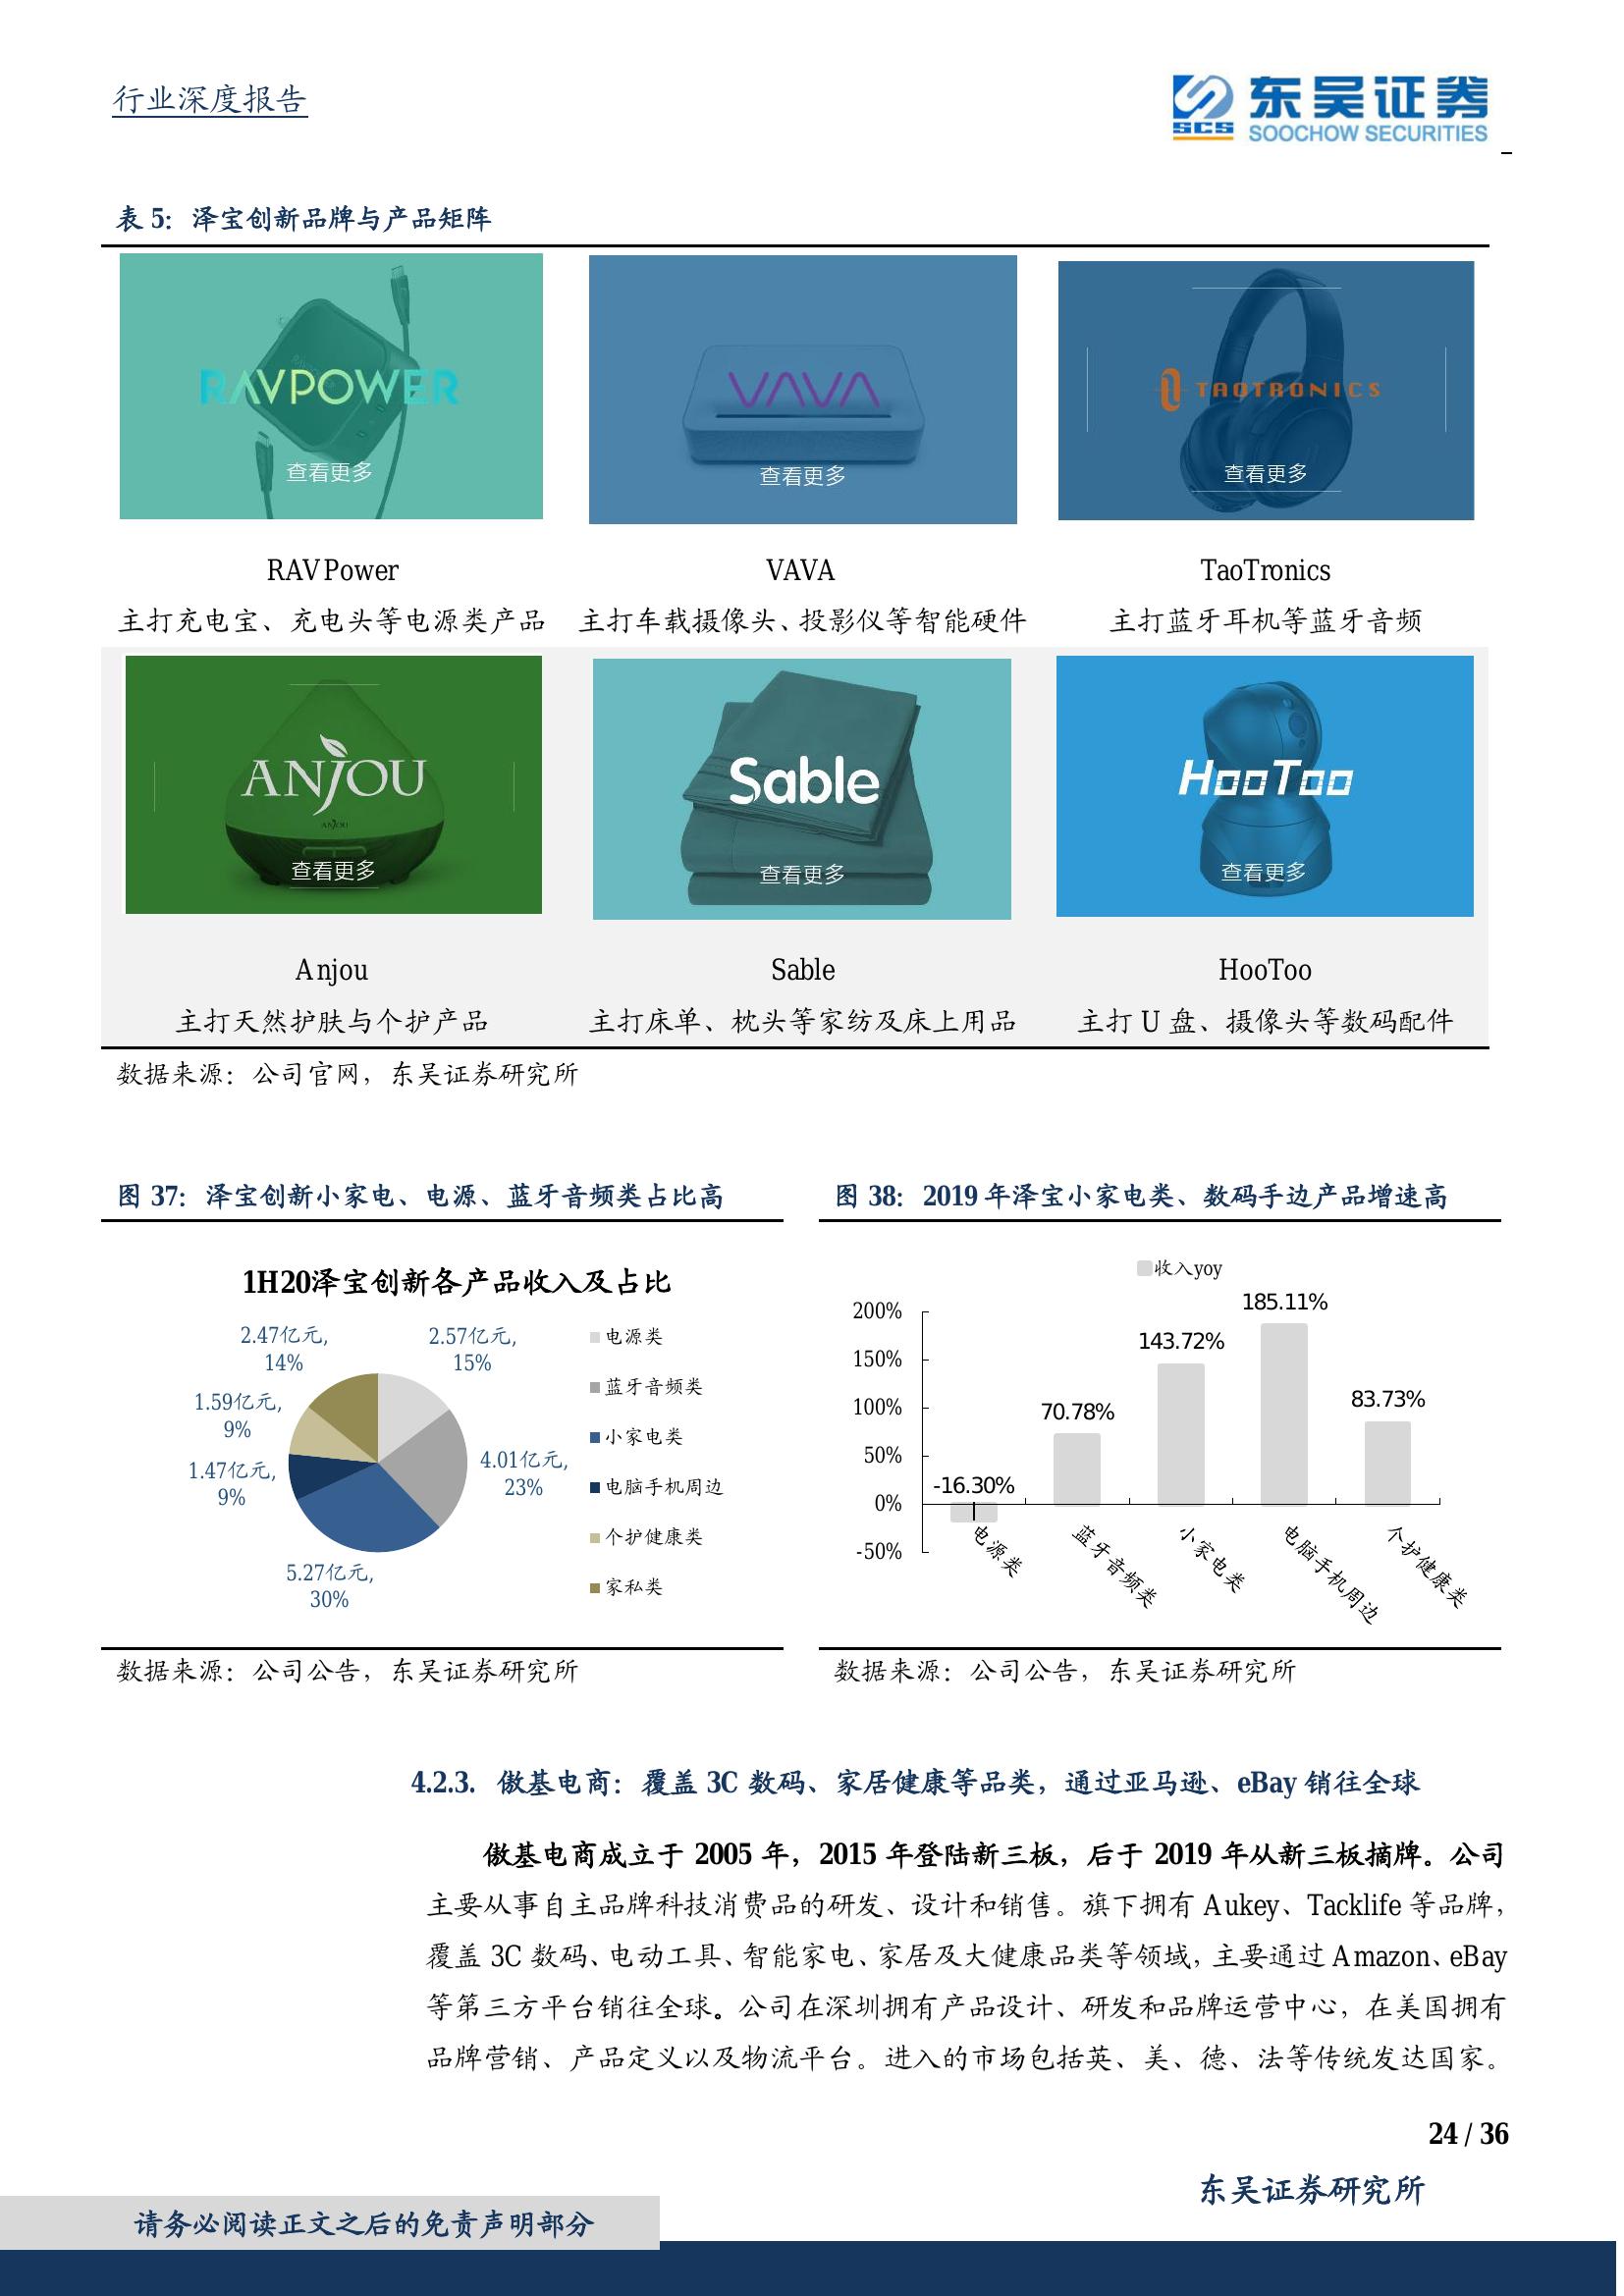 行业深度报告
SCS
东吴证券
SOOCHOW SECURITIES
表 5：泽宝创新品牌与产品矩阵
RAVPOWER
查看更多
VAVA
查看更多
TAOTRONICS
查看更多
RAVPower
VAVA
TaoTronics
主打充电宝、充电头等电源类产品
主打车载摄像头、投影仪等智能硬件
主打蓝牙耳机等蓝牙音频
ANJOU
ANJOU
查看更多
Sable
查看更多
HooToo
查看更多
Anjou
Sable
HooToo
主打天然护肤与个护产品
主打床单、枕头等家纺及床上用品
主打 U 盘、摄像头等数码配件
数据来源：公司官网，东吴证券研究所
图 37：泽宝创新小家电、电源、蓝牙音频类占比高
1H20泽宝创新各产品收入及占比
2.47亿元,
14%
2.57亿元,
15%
1.59亿元,
9%
4.01亿元,
23%
1.47亿元,
9%
5.27亿元,
30%
电源类
蓝牙音频类
小家电类
电脑手机周边
个护健康类
家私类
数据来源：公司公告，东吴证券研究所
图 38：2019 年泽宝小家电类、数码手边产品增速高
收入yoy
200%
150%
100%
50%
0%
-50%
-16.30%
70.78%
143.72%
185.11%
83.73%
电源类
蓝牙音频类
小家电类
电脑手机周边
个护健康类
数据来源：公司公告，东吴证券研究所
4.2.3. 傲基电商：覆盖 3C 数码、家居健康等品类，通过亚马逊、eBay 销往全球
傲基电商成立于 2005 年，2015 年登陆新三板，后于 2019 年从新三板摘牌。公司
主要从事自主品牌科技消费品的研发、设计和销售。旗下拥有 Aukey、Tacklife 等品牌，
覆盖 3C 数码、电动工具、智能家电、家居及大健康品类等领域，主要通过 Amazon、eBay
等第三方平台销往全球。公司在深圳拥有产品设计、研发和品牌运营中心，在美国拥有
品牌营销、产品定义以及物流平台。进入的市场包括英、美、德、法等传统发达国家。
24 / 36
东吴证券研究所
请务必阅读正文之后的免责声明部分